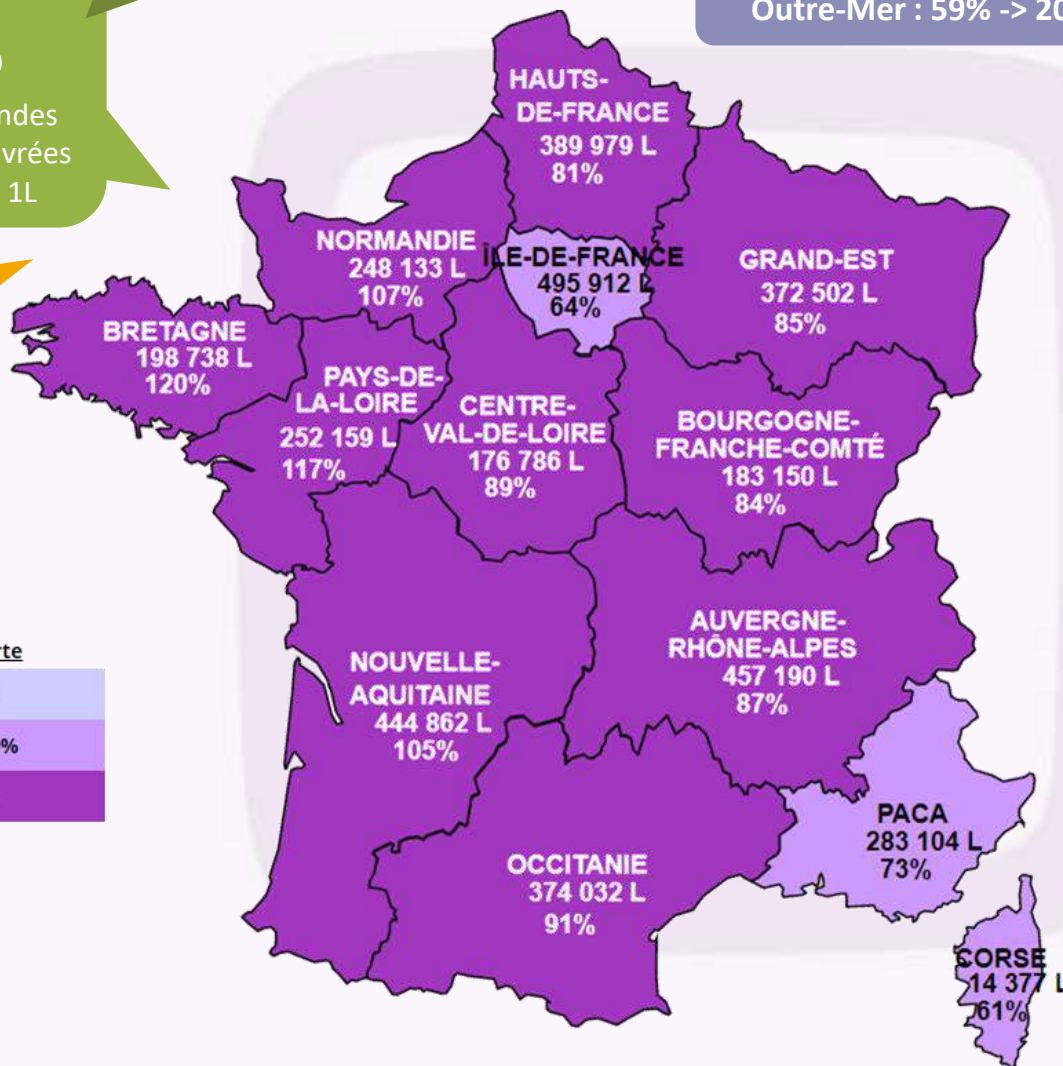 Outre-Mer : 59% -> 20
1L
HAUTS-
DE-FRANCE
389 979 L
81%
NORMANDIE
248 133 L
107%
ÎLE-DE-FRANCE
495 912 L
64%
GRAND-EST
372 502 L
85%
BRETAGNE
198 738 L
120%
PAYS-DE-
LA-LOIRE
252 159 L
117%
CENTRE-
VAL-DE-LOIRE
176 786 L
89%
BOURGOGNE-
FRANCHE-COMTÉ
183 150 L
84%
AUVERGNE-
RHÔNE-ALPES
457 190 L
87%
NOUVELLE-
AQUITAINE
444 862 L
105%
OCCITANIE
374 032 L
91%
PACA
283 104 L
73%
CORSE
14 377 L
61%